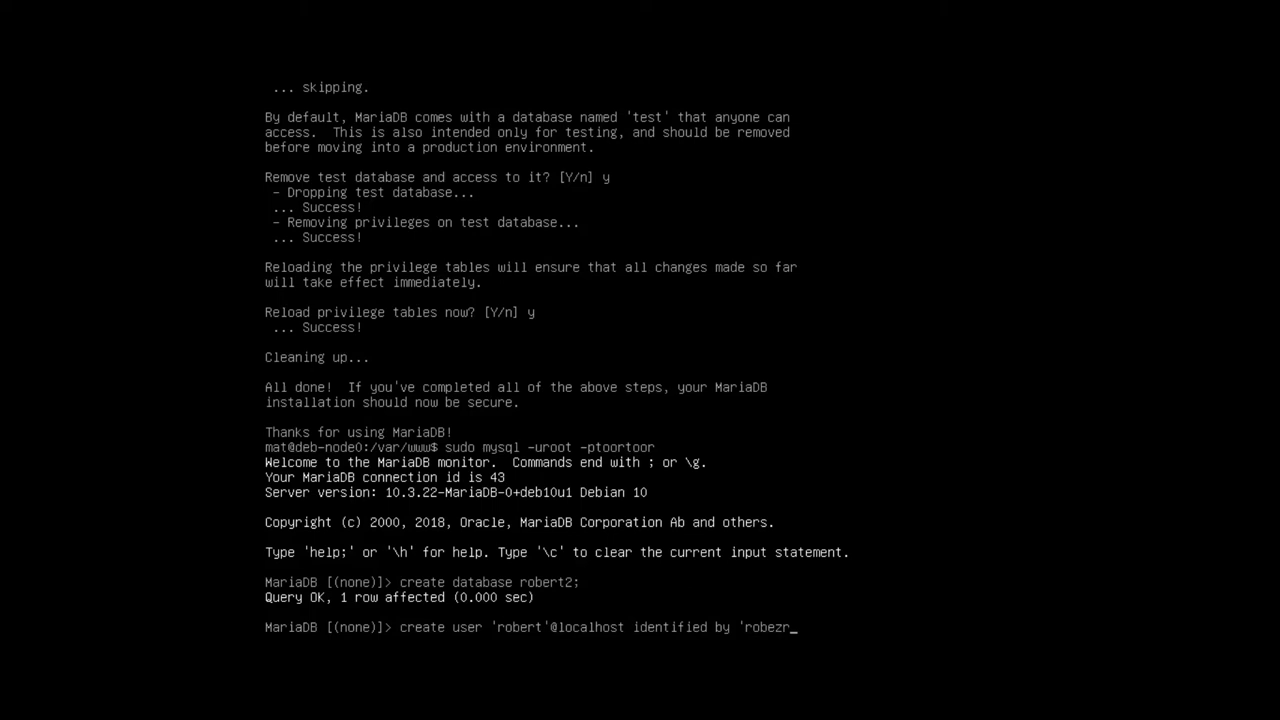 ... skipping.
By default, MariaDB comes with a database named 'test' that anyone can
access.  This is also intended only for testing, and should be removed
before moving into a production environment.
Remove test database and access to it? [Y/n] y
 - Dropping test database...
 ... Success!
 - Removing privileges on test database...
 ... Success!
Reloading the privilege tables will ensure that all changes made so far
will take effect immediately.
Reload privilege tables now? [Y/n] y
 ... Success!
Cleaning up...
All done!  If you've completed all of the above steps, your MariaDB
installation should now be secure.
Thanks for using MariaDB!
mat@deb-node0:/var/www$ sudo mysql -uroot -ptoortoor
Welcome to the MariaDB monitor.  Commands end with ; or \g.
Your MariaDB connection id is 43
Server version: 10.3.22-MariaDB-0+deb10u1 Debian 10
Copyright (c) 2000, 2018, Oracle, MariaDB Corporation Ab and others.
Type 'help;' or '\h' for help. Type '\c' to clear the current input statement.
MariaDB [(none)]> create database robert2;
Query OK, 1 row affected (0.000 sec)
MariaDB [(none)]> create user 'robert'@localhost identified by 'robezr_